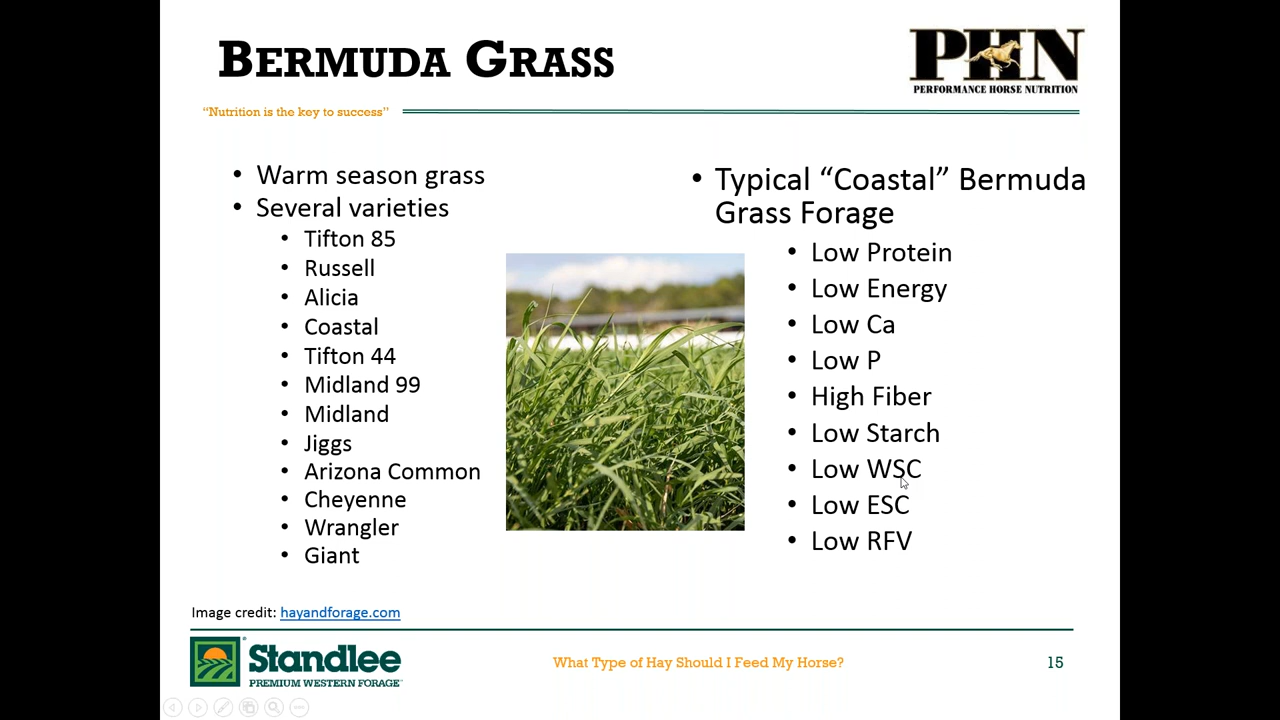 BERMUDA GRASS
PHN
PERFORMANCE HORSE NUTRITION
“Nutrition is the key to success”
• Warm season grass
• Several varieties
• Tifton 85
• Russell
• Alicia
• Coastal
• Tifton 44
• Midland 99
• Midland
• Jiggs
• Arizona Common
• Cheyenne
• Wrangler
• Giant
• Typical “Coastal” Bermuda
Grass Forage
• Low Protein
• Low Energy
• Low Ca
• Low P
• High Fiber
• Low Starch
• Low WSC
• Low ESC
• Low RFV
Image credit: hayandforage.com
Standlee
PREMIUM WESTERN FORAGE
What Type of Hay Should I Feed My Horse?
15